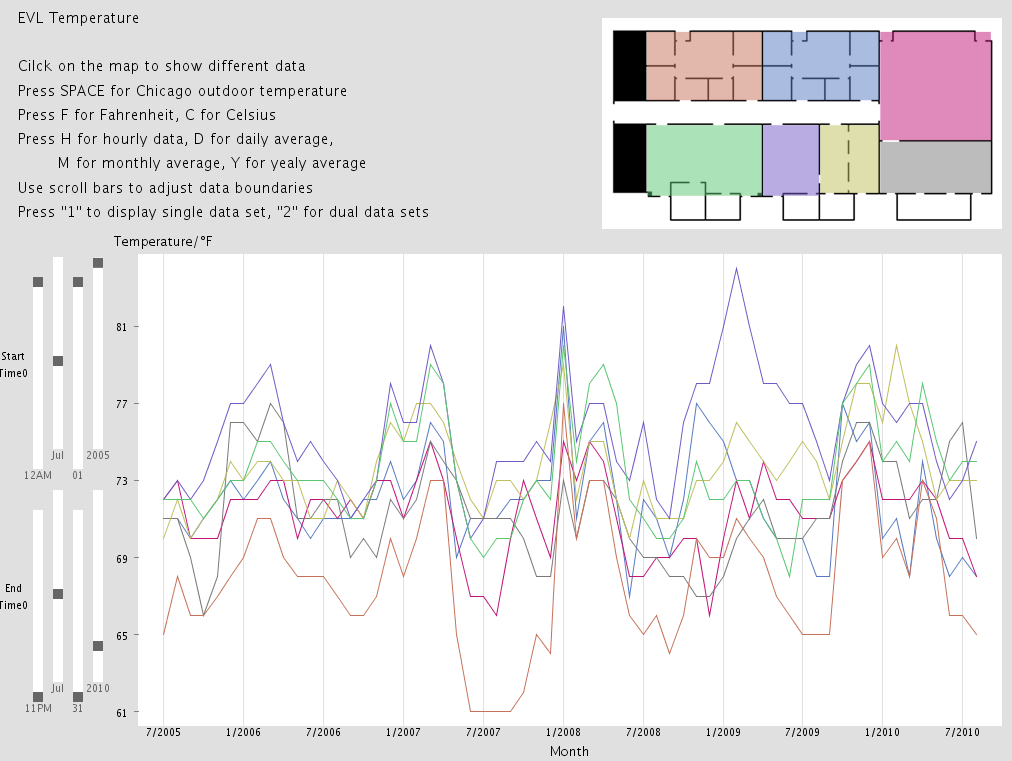 EVL Temperature
Cilck on the map to show different data
Press SPACE for Chicago outdoor temperature
Press F for Fahrenheit, C for Celsius
Press H for hourly data, D for daily average,
M for monthly average, Y for yealy average
Use scroll bars to adjust data boundaries
Press "1" to display single data set, "2" for dual data sets
Temperature/°F
81
77
73
69
65
61
Start
Time0
Jul
2005
12AM
01
End
Time0
Jul
2010
11PM
31
7/2005
1/2006
7/2006
1/2007
7/2007
1/2008
7/2008
1/2009
7/2009
1/2010
7/2010
Month